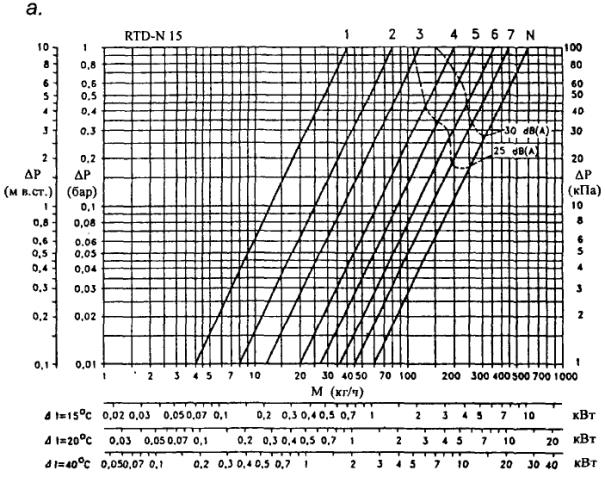 а.
RTD-N 15 1 2 3 4 5 6 7 N
10 1 100
8 0,8 80
6 0,6 60
5 0,5 50
4 0,4 40
3 0,3 30
30 dB(A)
25 dB(A)
2 0,2 20
ΔP ΔP ΔP
(м в.ст.) (бар) (кПа)
1 0,1 10
0,8 0,08 8
0,6 0,06 6
0,5 0,05 5
0,4 0,04 4
0,3 0,03 3
0,2 0,02 2
0,1 0,01 1
1 2 3 4 5 7 10 20 30 40 50 70 100 200 300 400 500 700 1000
М (кг/ч)
Δ t=15°C 0,02 0,03 0,05 0,07 0,1 0,2 0,3 0,4 0,5 0,7 1 2 3 4 5 7 10 кВт
Δ t=20°C 0,03 0,05 0,07 0,1 0,2 0,3 0,4 0,5 0,7 1 2 3 4 5 7 10 20 кВт
Δ t=40°C 0,05 0,07 0,1 0,2 0,3 0,4 0,5 0,7 1 2 3 4 5 7 10 20 30 40 кВт